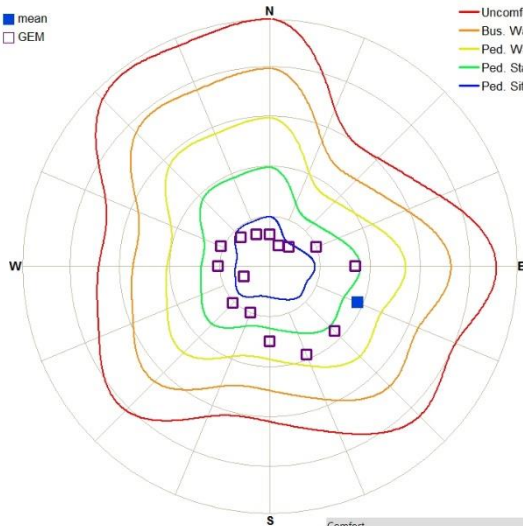 N
mean
GEM
Uncomf
Bus. Wa
Ped. W
Ped. Sta
Ped. Sit
W
E
S
Comfort